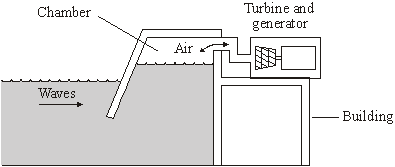 Chamber
Turbine and
generator
Air
Waves
Building